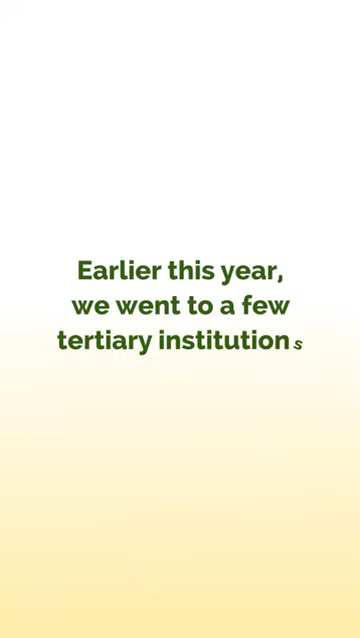 Earlier this year,
we went to a few
tertiary institutions